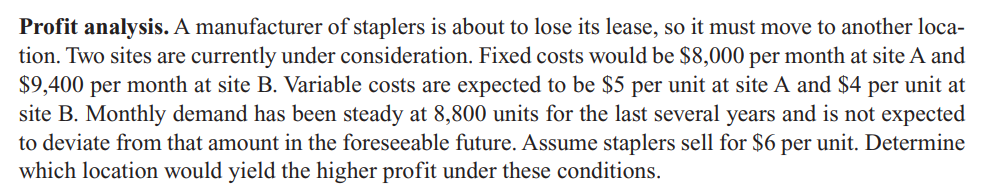 Profit analysis. A manufacturer of staplers is about to lose its lease, so it must move to another loca-
tion. Two sites are currently under consideration. Fixed costs would be $8,000 per month at site A and
$9,400 per month at site B. Variable costs are expected to be $5 per unit at site A and $4 per unit at
site B. Monthly demand has been steady at 8,800 units for the last several years and is not expected
to deviate from that amount in the foreseeable future. Assume staplers sell for $6 per unit. Determine
which location would yield the higher profit under these conditions.